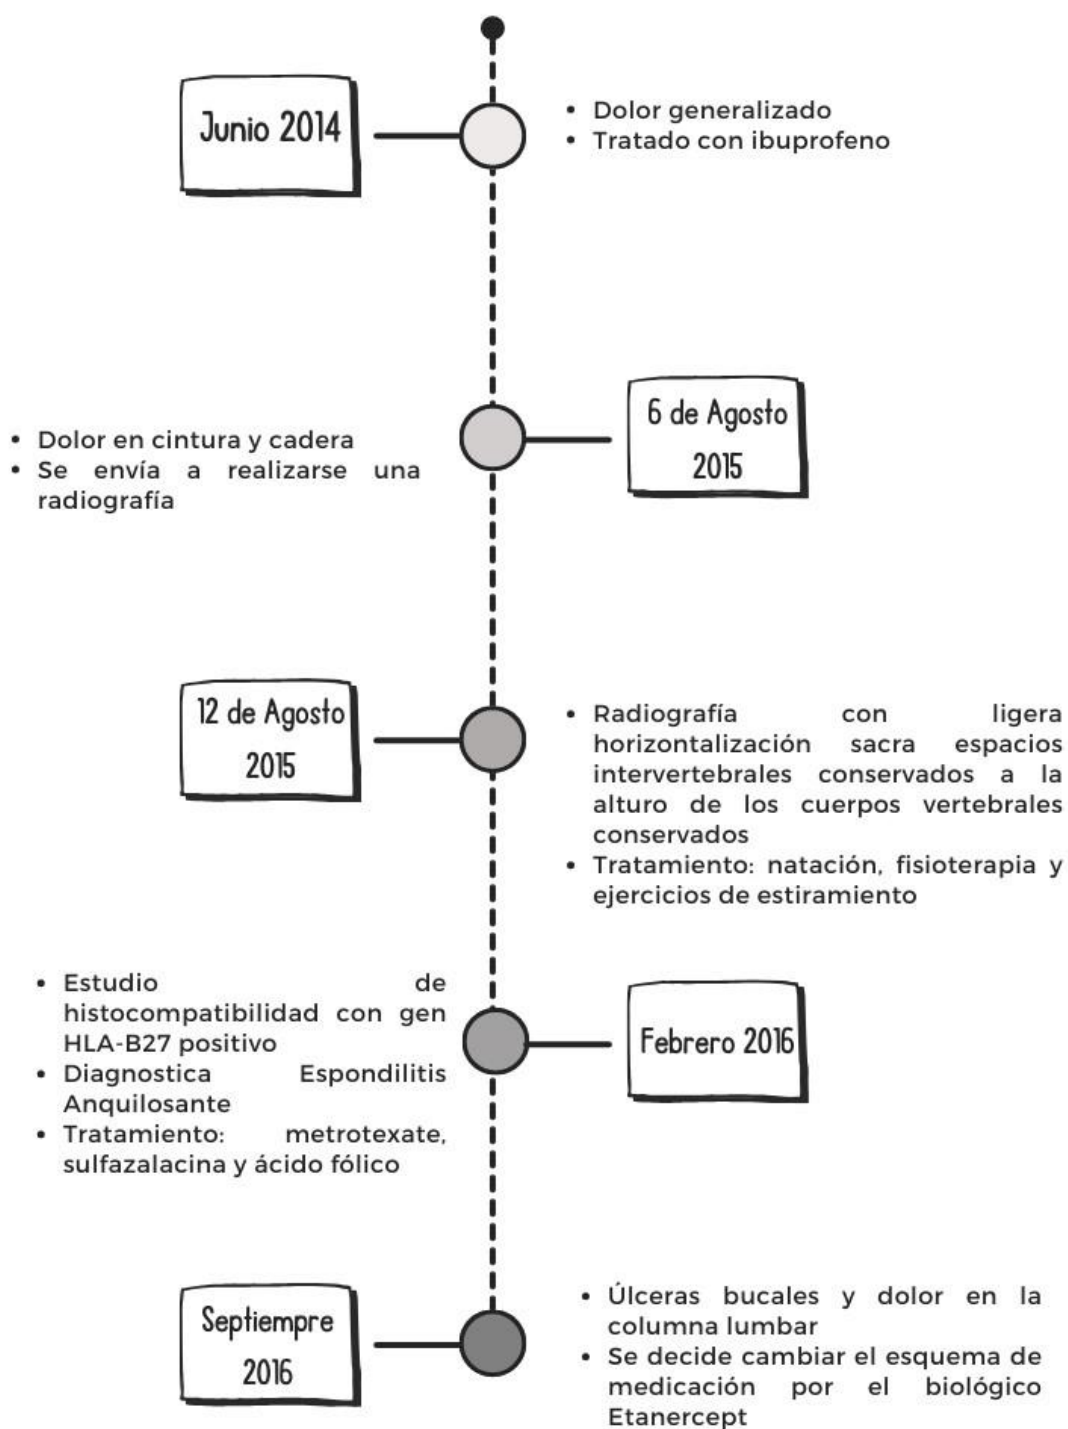 Junio 2014
• Dolor generalizado
• Tratado con ibuprofeno
6 de Agosto
2015
• Dolor en cintura y cadera
• Se envía a realizarse una
radiografía
12 de Agosto
2015
• Radiografía con ligera
horizontalización sacra espacios
intervertebrales conservados a la
alturo de los cuerpos vertebrales
conservados
• Tratamiento: natación, fisioterapia y
ejercicios de estiramiento
Febrero 2016
• Estudio de
histocompatibilidad con gen
HLA-B27 positivo
• Diagnostica Espondilitis
Anquilosante
• Tratamiento: metrotexate,
sulfazalacina y ácido fólico
Septiempre
2016
• Úlceras bucales y dolor en la
columna lumbar
• Se decide cambiar el esquema de
medicación por el biológico
Etanercept